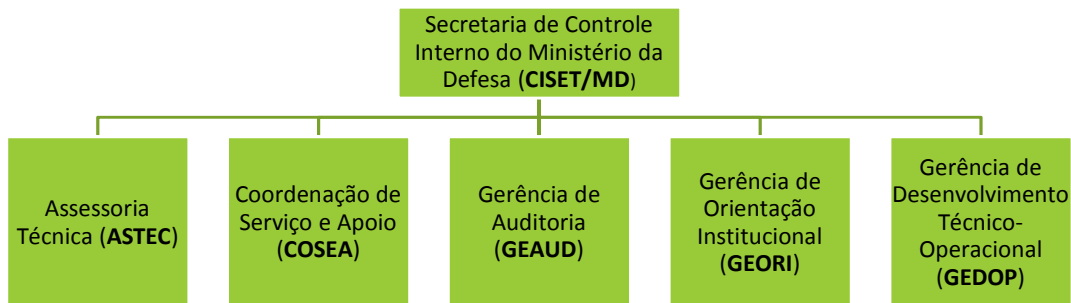 Secretaria de Controle
Interno do Ministério da
Defesa (CISET/MD)
Assessoria
Técnica (ASTEC)
Coordenação de
Serviço e Apoio
(COSEA)
Gerência de
Auditoria
(GEAUD)
Gerência de
Orientação
Institucional
(GEORI)
Gerência de
Desenvolvimento
Técnico-
Operacional
(GEDOP)